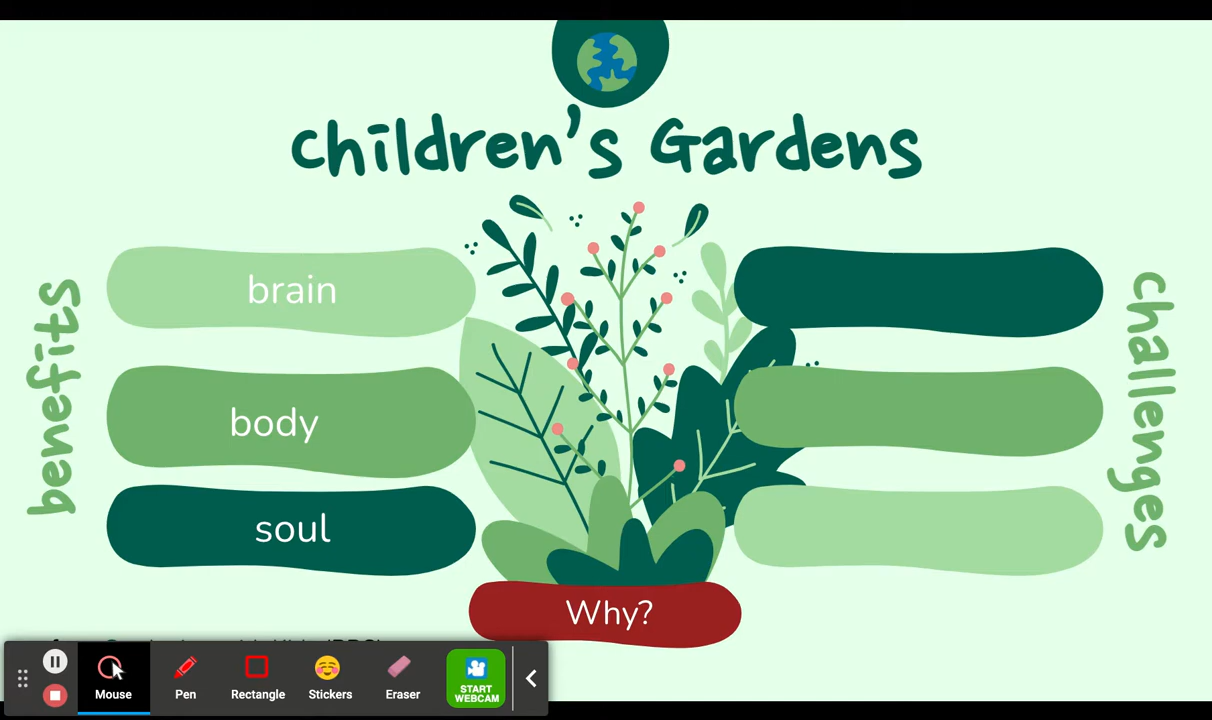 Children's Gardens
benefits
brain
body
soul
challenges
Why?
Mouse
Pen
Rectangle
Stickers
Eraser
START
WEBCAM